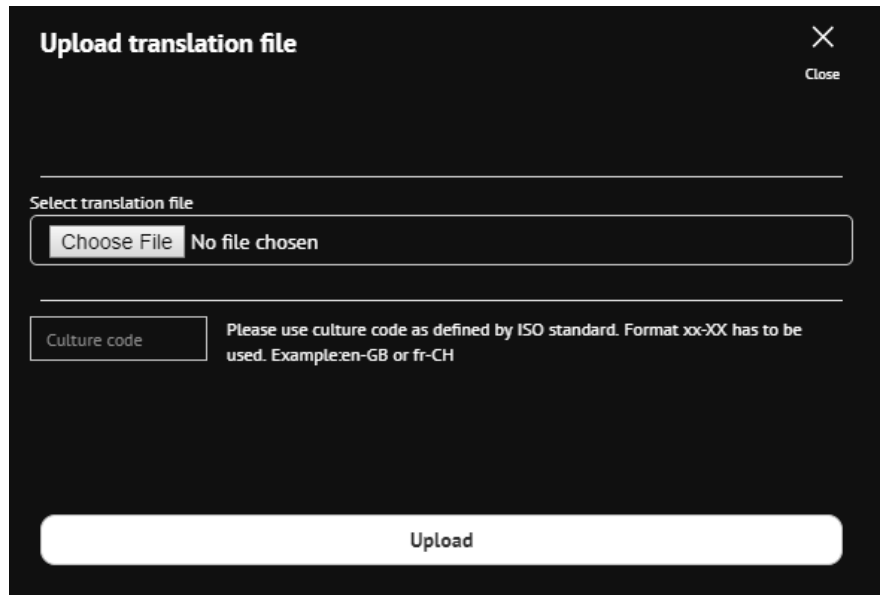 Upload translation file
Close
Select translation file
Choose File No file chosen
Culture code
Please use culture code as defined by ISO standard. Format xx-XX has to be
used. Example:en-GB or fr-CH
Upload